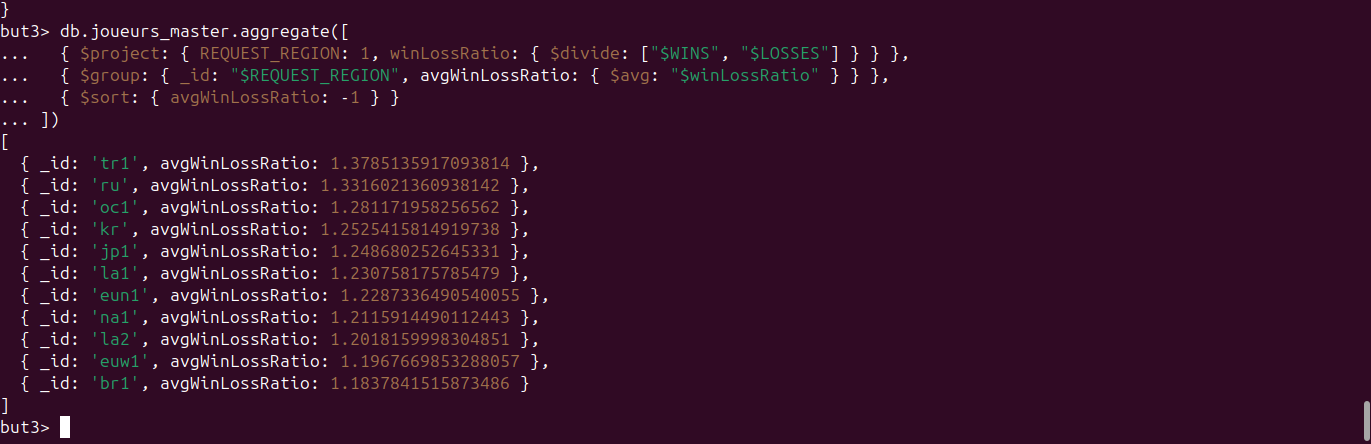 }
but3> db.joueurs_master.aggregate([
...   { $project: { REQUEST_REGION: 1, winLossRatio: { $divide: ["$WINS", "$LOSSES"] } } },
...   { $group: { _id: "$REQUEST_REGION", avgWinLossRatio: { $avg: "$winLossRatio" } } },
...   { $sort: { avgWinLossRatio: -1 } }
... ])
[
  { _id: 'tr1', avgWinLossRatio: 1.3785135917093814 },
  { _id: 'ru', avgWinLossRatio: 1.3316021360938142 },
  { _id: 'oc1', avgWinLossRatio: 1.281171958256562 },
  { _id: 'kr', avgWinLossRatio: 1.2525415814919738 },
  { _id: 'jp1', avgWinLossRatio: 1.248680252645331 },
  { _id: 'la1', avgWinLossRatio: 1.230758175785479 },
  { _id: 'eun1', avgWinLossRatio: 1.2287336490540055 },
  { _id: 'na1', avgWinLossRatio: 1.2115914490112443 },
  { _id: 'la2', avgWinLossRatio: 1.2018159998304851 },
  { _id: 'euw1', avgWinLossRatio: 1.1967669853288057 },
  { _id: 'br1', avgWinLossRatio: 1.1837841515873486 }
]
but3>